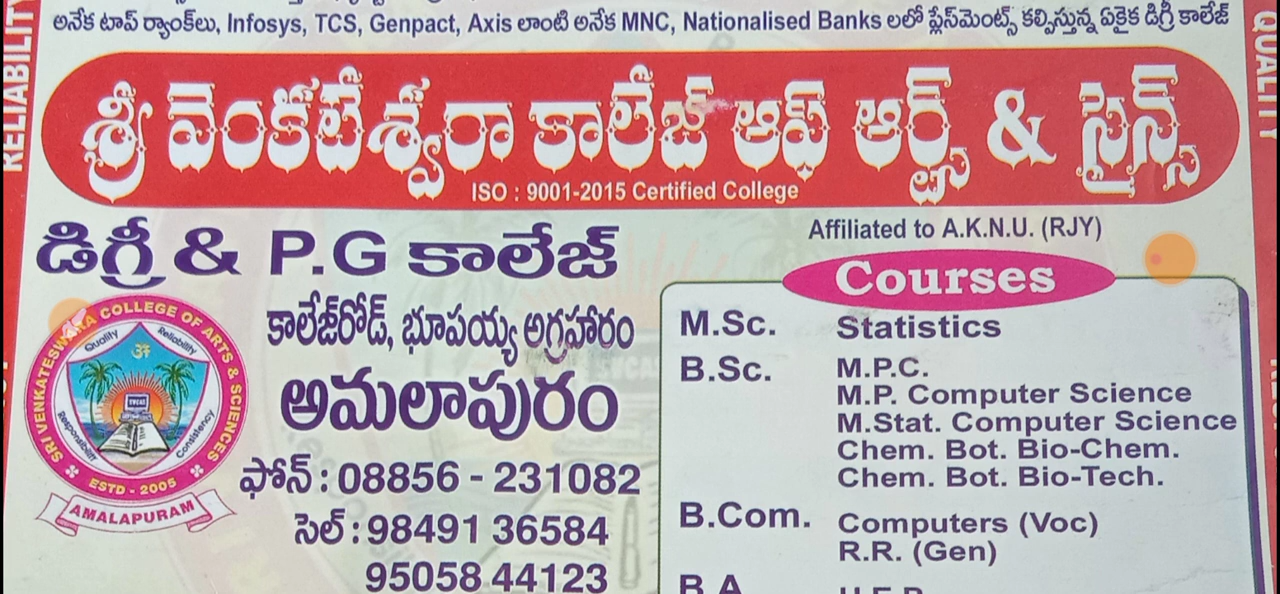 అనేక టాప్ ర్యాంక్‌లు, Infosys, TCS, Genpact, Axis లాంటి అనేక MNC, Nationalised Banks లలో ప్లేస్‌మెంట్స్ కల్పిస్తున్న ఏకైక డిగ్రీ కాలేజ్
RELIABILITY
QUALITY
శ్రీ వెంకటేశ్వరా కాలేజ్ ఆఫ్ ఆర్ట్స్ & సైన్స్
ISO : 9001-2015 Certified College
డిగ్రీ & P.G కాలేజ్
Affiliated to A.K.N.U. (RJY)
కాలేజ్‌రోడ్, భూపయ్య అగ్రహారం
అమలాపురం
ఫోన్ : 08856 - 231082
సెల్ : 98491 36584
95058 44123
SRI VENKATESWARA COLLEGE OF ARTS & SCIENCES
Quality
Reliability
ॐ
SVCAS
Responsibility
Consistency
ESTD - 2005
AMALAPURAM
Courses
M.Sc. Statistics
B.Sc. M.P.C.
M.P. Computer Science
M.Stat. Computer Science
Chem. Bot. Bio-Chem.
Chem. Bot. Bio-Tech.
B.Com. Computers (Voc)
R.R. (Gen)
B.A